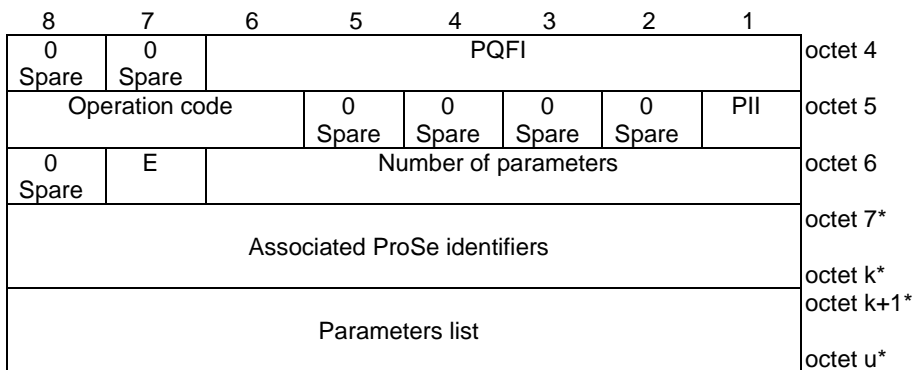 8 7 6 5 4 3 2 1
0 0 PQFI octet 4
Spare Spare
Operation code 0 0 0 0 PII octet 5
Spare Spare Spare Spare
0 E Number of parameters octet 6
Spare
octet 7*
Associated ProSe identifiers
octet k*
octet k+1*
Parameters list
octet u*